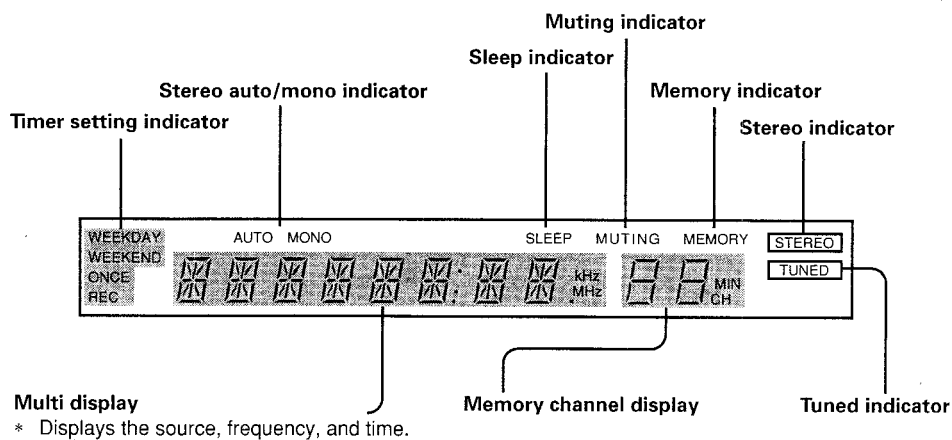 Muting indicator
Sleep indicator
Stereo auto/mono indicator
Memory indicator
Timer setting indicator
Stereo indicator
WEEKDAY
AUTO MONO
SLEEP
MUTING
MEMORY
STEREO
WEEKEND
ONCE
REC
kHz
MHz
MIN
CH
TUNED
Multi display
* Displays the source, frequency, and time.
Memory channel display
Tuned indicator